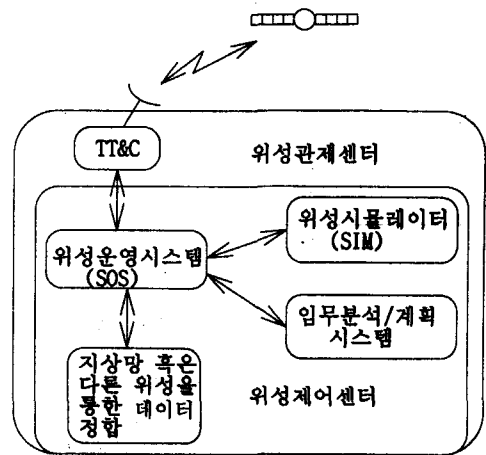 TT&C
위성관제센터
위성운영시스템
(SOS)
위성시뮬레이터
(SIM)
임무분석/계획
시스템
지상망 혹은
다른 위성을
통한 데이터
정합
위성제어센터